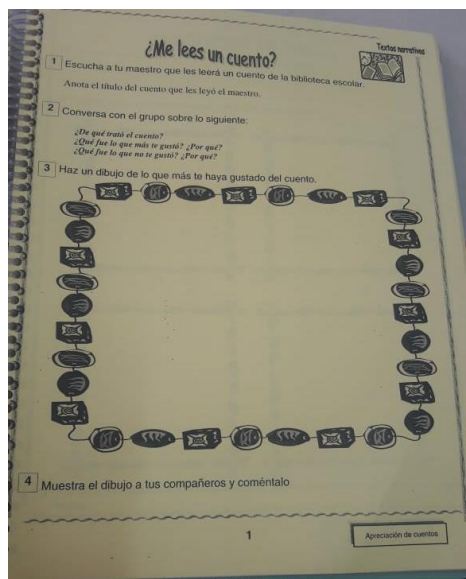 ¿Me lees un cuento?
Textos narrativos
1 Escucha a tu maestro que les leerá un cuento de la biblioteca escolar.
Anota el título del cuento que les leyó el maestro.
2 Conversa con el grupo sobre lo siguiente:
¿De qué trató el cuento?
¿Qué fue lo que más te gustó? ¿Por qué?
¿Qué fue lo que no te gustó? ¿Por qué?
3 Haz un dibujo de lo que más te haya gustado del cuento.
4 Muestra el dibujo a tus compañeros y coméntalo
1
Apreciación de cuentos